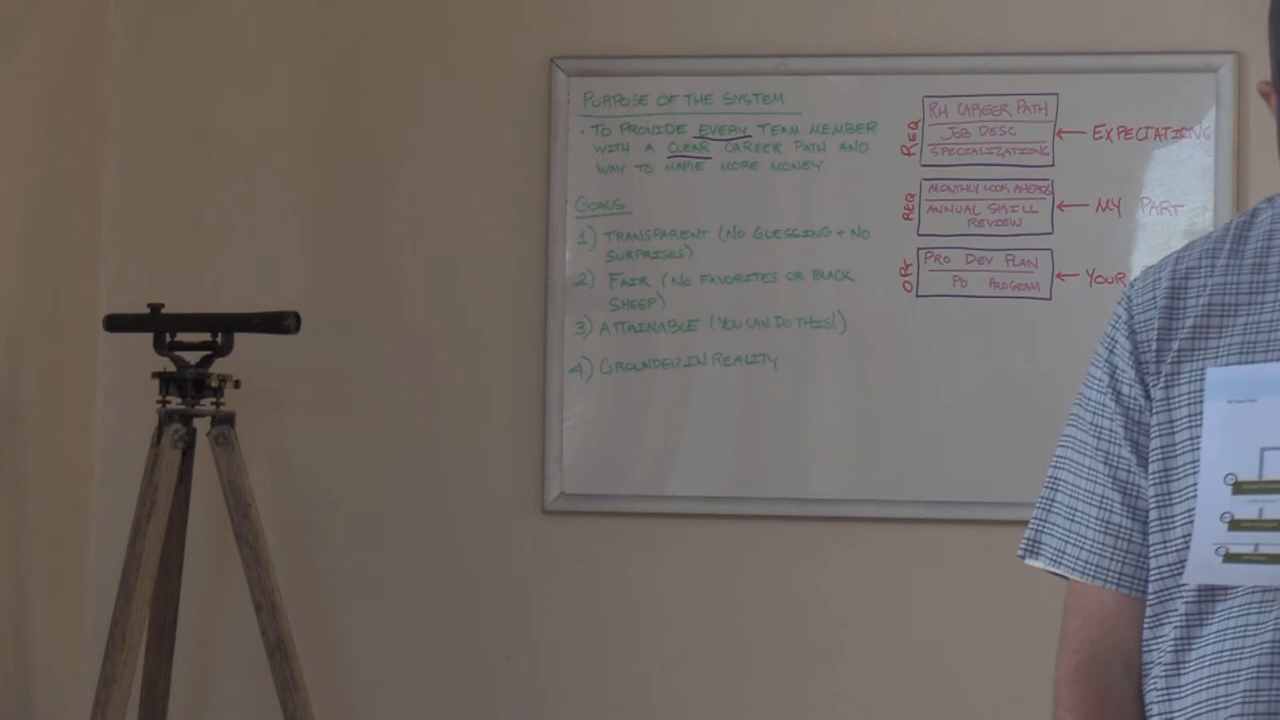 PURPOSE OF THE SYSTEM
• TO PROVIDE EVERY TEAM MEMBER
WITH A CLEAR CAREER PATH AND
WAY TO MAKE MORE MONEY.
GOALS
1) TRANSPARENT (NO GUESSING + NO
SURPRISES)
2) FAIR (NO FAVORITES OR BLACK
SHEEP)
3) ATTAINABLE (YOU CAN DO THIS!)
4) GROUNDED IN REALITY
REQ
RH CAREER PATH
JOB DESC
SPECIALIZATIONS
← EXPECTATIONS
REQ
MONTHLY LOOK AHEADS
ANNUAL SKILL
REVIEW
← MY PART
OPT
PRO DEV PLAN
PD PROGRAM
← YOUR